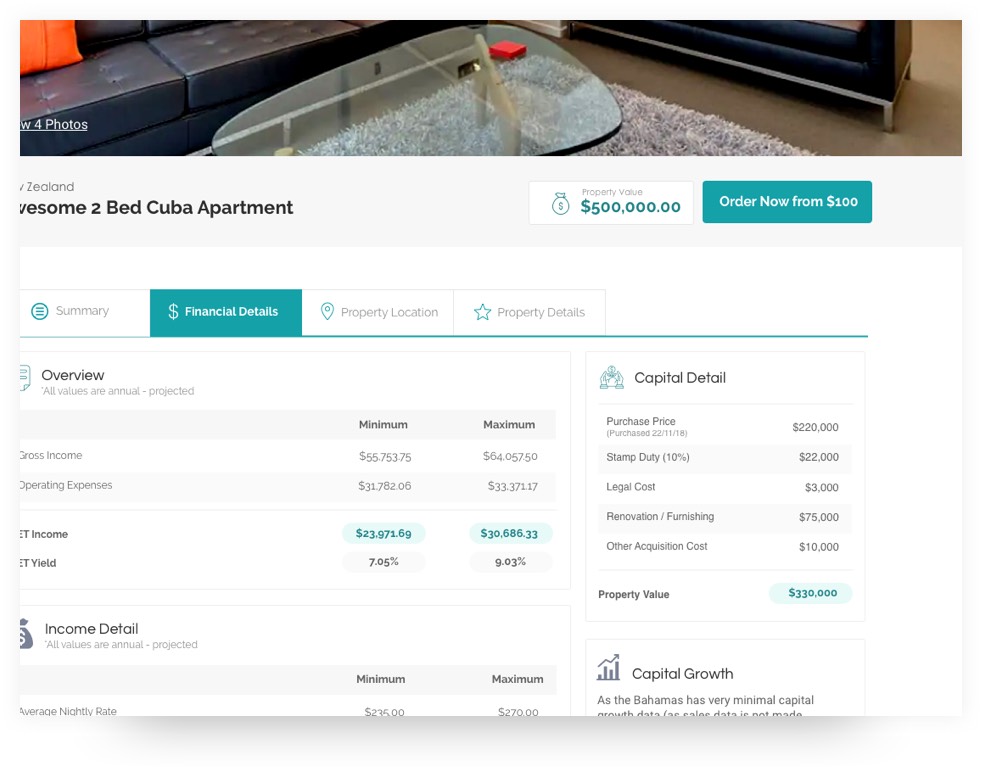 w 4 Photos
v Zealand
wesome 2 Bed Cuba Apartment
Property Value
$500,000.00
Order Now from $100
Summary
Financial Details
Property Location
Property Details
Overview
*All values are annual - projected
Minimum Maximum
Gross Income $55,753.75 $64,057.50
Operating Expenses $31,782.06 $33,371.17
ET Income $23,971.69 $30,686.33
ET Yield 7.05% 9.03%
Income Detail
*All values are annual - projected
Minimum Maximum
Average Nightly Rate $235.00 $270.00
Capital Detail
Purchase Price $220,000
(Purchased 22/11/18)
Stamp Duty (10%) $22,000
Legal Cost $3,000
Renovation / Furnishing $75,000
Other Acquisition Cost $10,000
Property Value $330,000
Capital Growth
As the Bahamas has very minimal capital
growth data (as sales data is not made